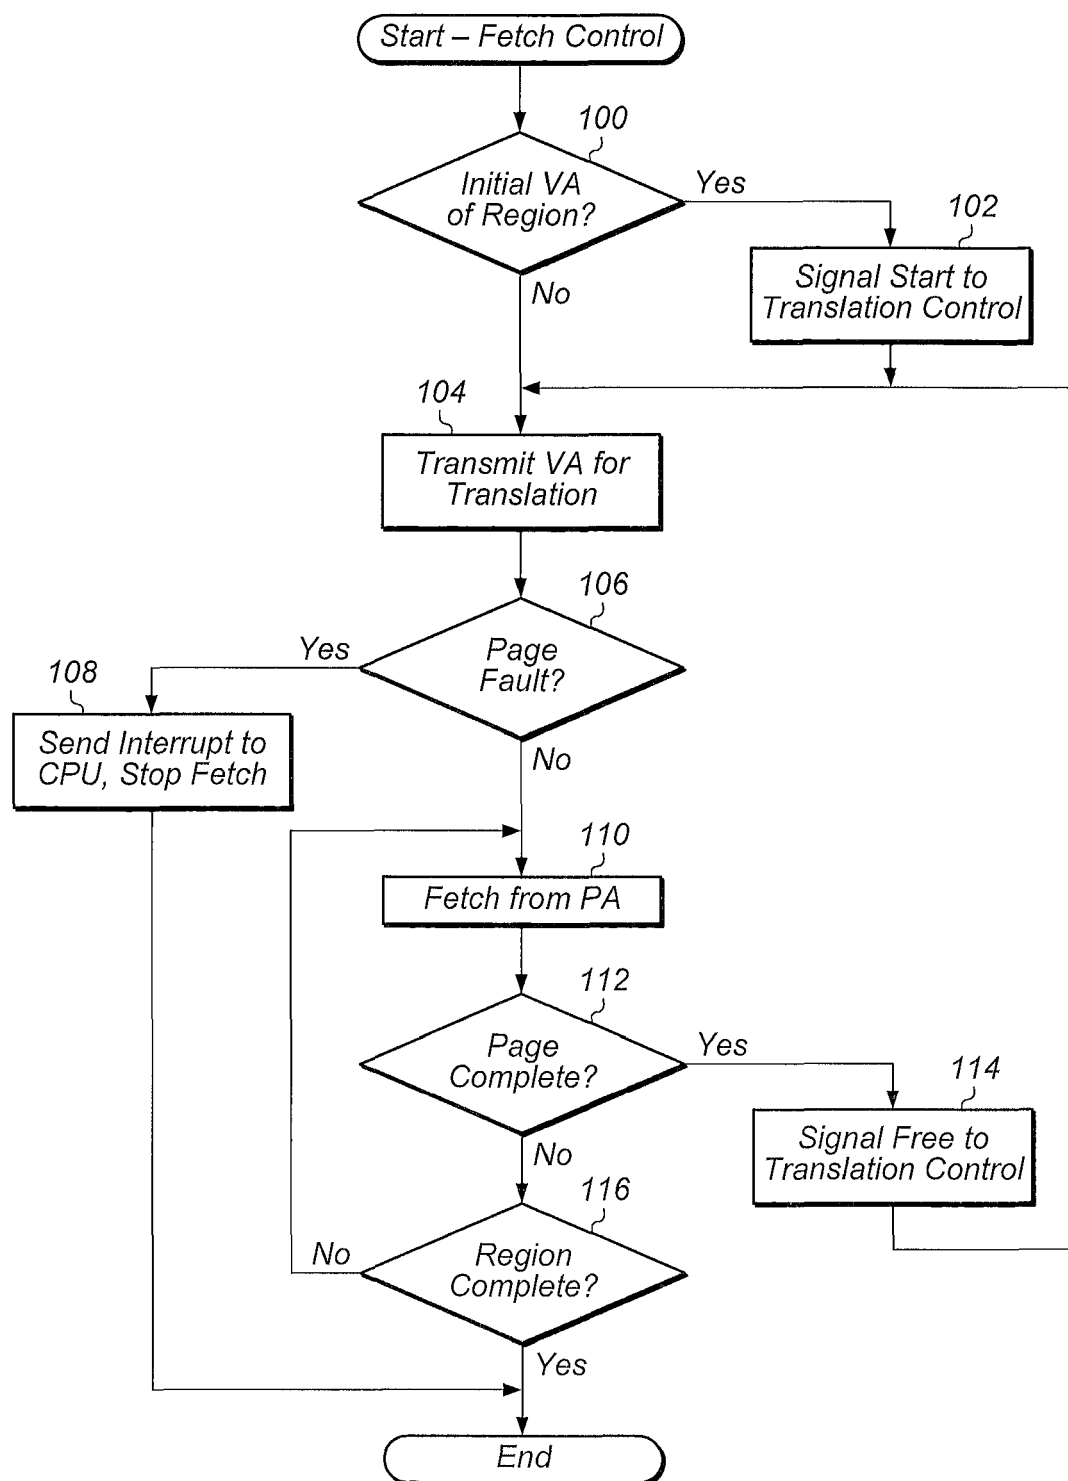 Start – Fetch Control
100
Initial VA
of Region?
Yes
102
Signal Start to
Translation Control
No
104
Transmit VA for
Translation
106
Page
Fault?
Yes
108
Send Interrupt to
CPU, Stop Fetch
No
110
Fetch from PA
112
Page
Complete?
Yes
114
Signal Free to
Translation Control
No
116
Region
Complete?
No
Yes
End